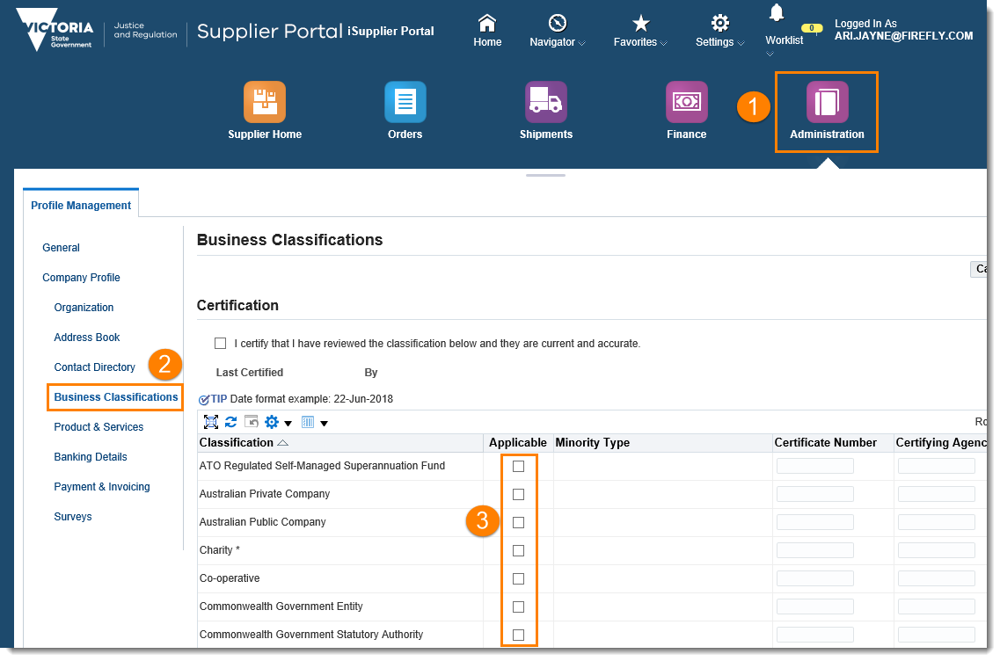 VICTORIA
State
Government
Justice
and Regulation
Supplier Portal iSupplier Portal
Home
Navigator
Favorites
Settings
Worklist
0
Logged In As
ARI.JAYNE@FIREFLY.COM
Supplier Home
Orders
Shipments
Finance
1
Administration
Profile Management
General
Company Profile
Organization
Address Book
Contact Directory
2
Business Classifications
Product & Services
Banking Details
Payment & Invoicing
Surveys
Business Classifications
Ca
Certification
I certify that I have reviewed the classification below and they are current and accurate.
Last Certified By
TIP Date format example: 22-Jun-2018
Ro
Classification Applicable Minority Type Certificate Number Certifying Agenc
ATO Regulated Self-Managed Superannuation Fund
Australian Private Company
Australian Public Company
3
Charity *
Co-operative
Commonwealth Government Entity
Commonwealth Government Statutory Authority